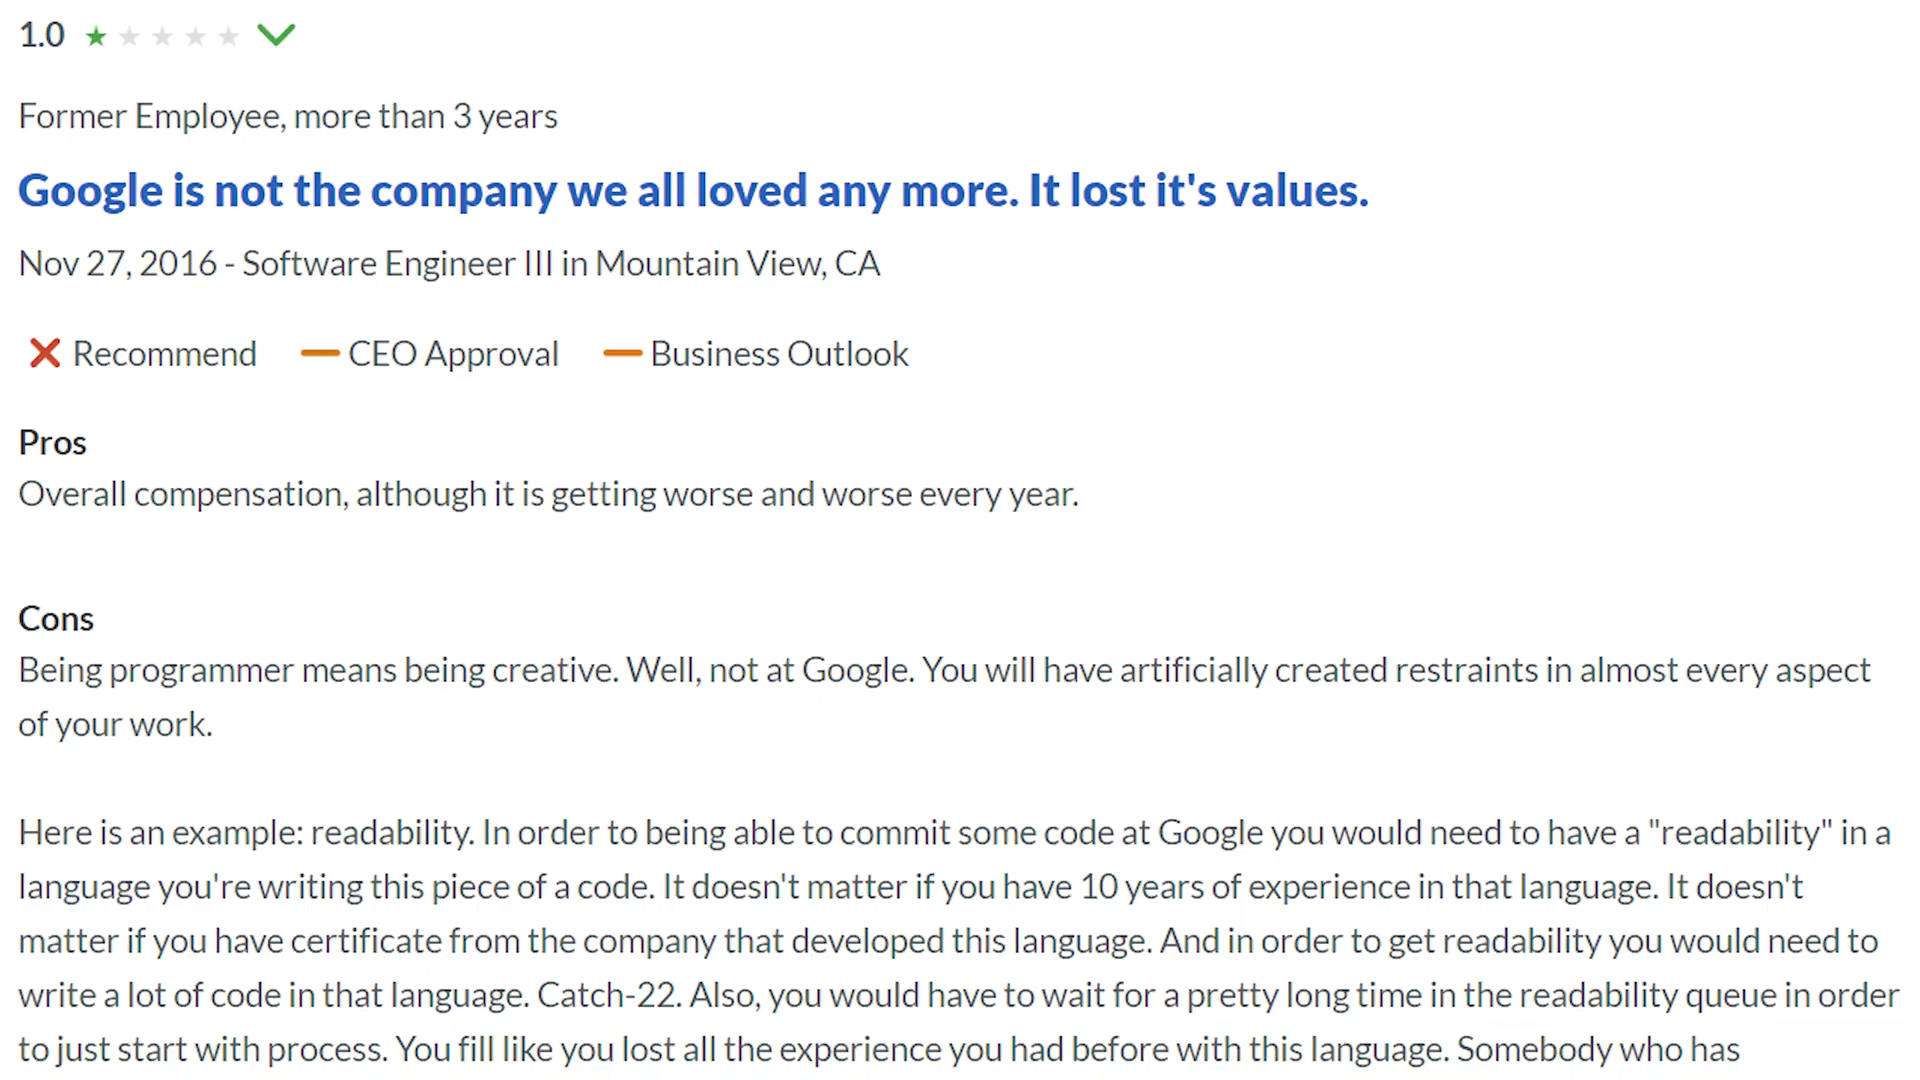 1.0
Former Employee, more than 3 years
Google is not the company we all loved any more. It lost it's values.
Nov 27, 2016 - Software Engineer III in Mountain View, CA
Recommend CEO Approval Business Outlook
Pros
Overall compensation, although it is getting worse and worse every year.
Cons
Being programmer means being creative. Well, not at Google. You will have artificially created restraints in almost every aspect
of your work.
Here is an example: readability. In order to being able to commit some code at Google you would need to have a "readability" in a
language you're writing this piece of a code. It doesn't matter if you have 10 years of experience in that language. It doesn't
matter if you have certificate from the company that developed this language. And in order to get readability you would need to
write a lot of code in that language. Catch-22. Also, you would have to wait for a pretty long time in the readability queue in order
to just start with process. You fill like you lost all the experience you had before with this language. Somebody who has